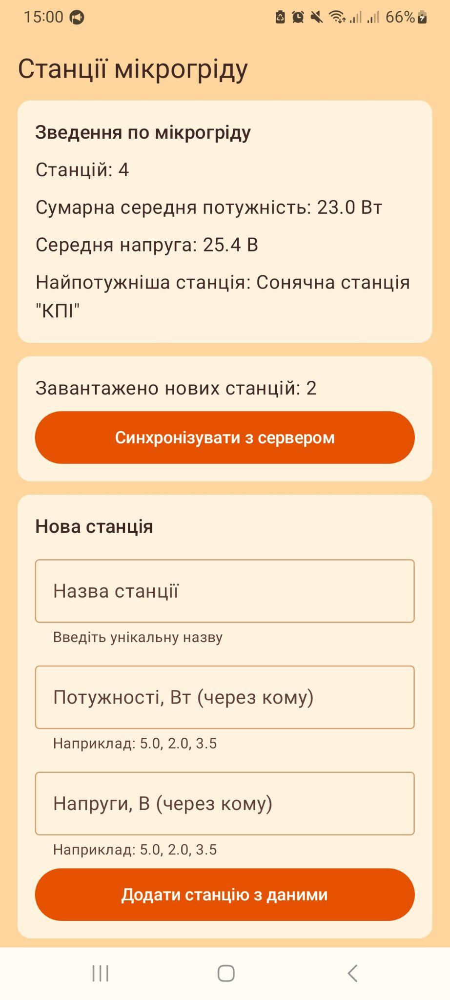 15:00
66%
Станції мікрогріду
Зведення по мікрогріду
Станцій: 4
Сумарна середня потужність: 23.0 Вт
Середня напруга: 25.4 В
Найпотужніша станція: Сонячна станція
"КПІ"
Завантажено нових станцій: 2
Синхронізувати з сервером
Нова станція
Назва станції
Введіть унікальну назву
Потужності, Вт (через кому)
Наприклад: 5.0, 2.0, 3.5
Напруги, В (через кому)
Наприклад: 5.0, 2.0, 3.5
Додати станцію з даними